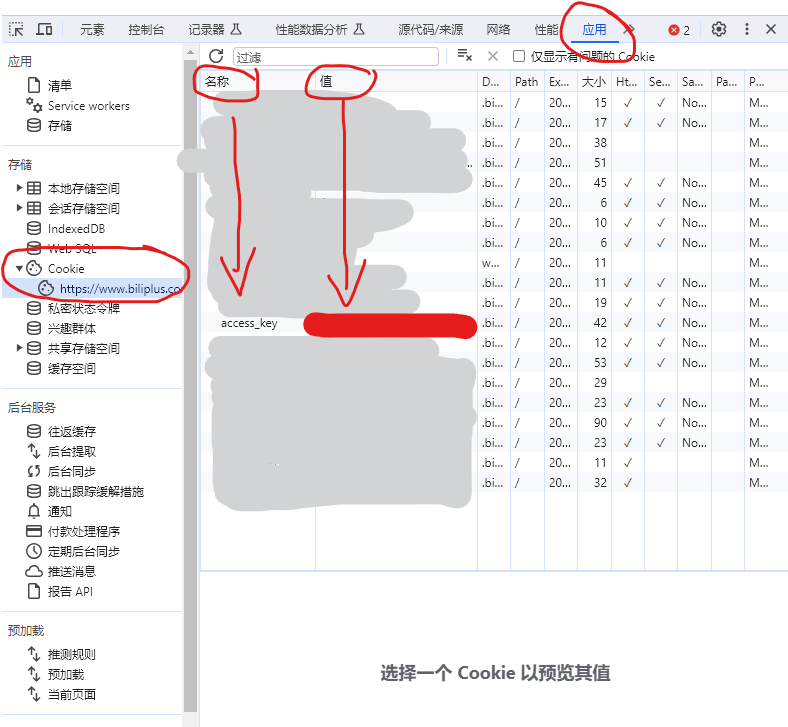 元素 控制台 记录器 性能数据分析 源代码/来源 网络 性能 应用 2
应用
清单
Service workers
存储
存储
本地存储空间
会话存储空间
IndexedDB
Web SQL
Cookie
https://www.biliplus.co
私密状态令牌
兴趣群体
共享存储空间
缓存空间
后台服务
往返缓存
后台提取
后台同步
跳出跟踪缓解措施
通知
付款处理程序
定期后台同步
推送消息
报告 API
预加载
推测规则
预加载
当前页面
过滤 仅显示有问题的 Cookie
名称 值 D... Path Ex... 大小 Ht... Se... Sa... Pa... P...
.bi... / 20... 15 ✓ ✓ No... M...
.bi... / 20... 17 ✓ ✓ No... M...
.bi... / 20... 38 M...
.bi... / 20... 51 M...
.bi... / 20... 45 ✓ ✓ No... M...
.bi... / 20... 6 ✓ ✓ No... M...
.bi... / 20... 10 ✓ ✓ No... M...
.bi... / 20... 6 ✓ ✓ No... M...
w... / 20... 11 M...
.bi... / 20... 11 ✓ ✓ No... M...
.bi... / 20... 19 ✓ ✓ No... M...
access_key .bi... / 20... 42 ✓ ✓ No... M...
.bi... / 20... 12 ✓ ✓ No... M...
.bi... / 20... 53 ✓ ✓ No... M...
.bi... / 20... 29 M...
.bi... / 20... 23 ✓ ✓ No... M...
.bi... / 20... 90 ✓ ✓ No... M...
.bi... / 20... 23 ✓ ✓ No... M...
.bi... / 20... 11 ✓ M...
.bi... / 20... 32 ✓ M...
选择一个 Cookie 以预览其值